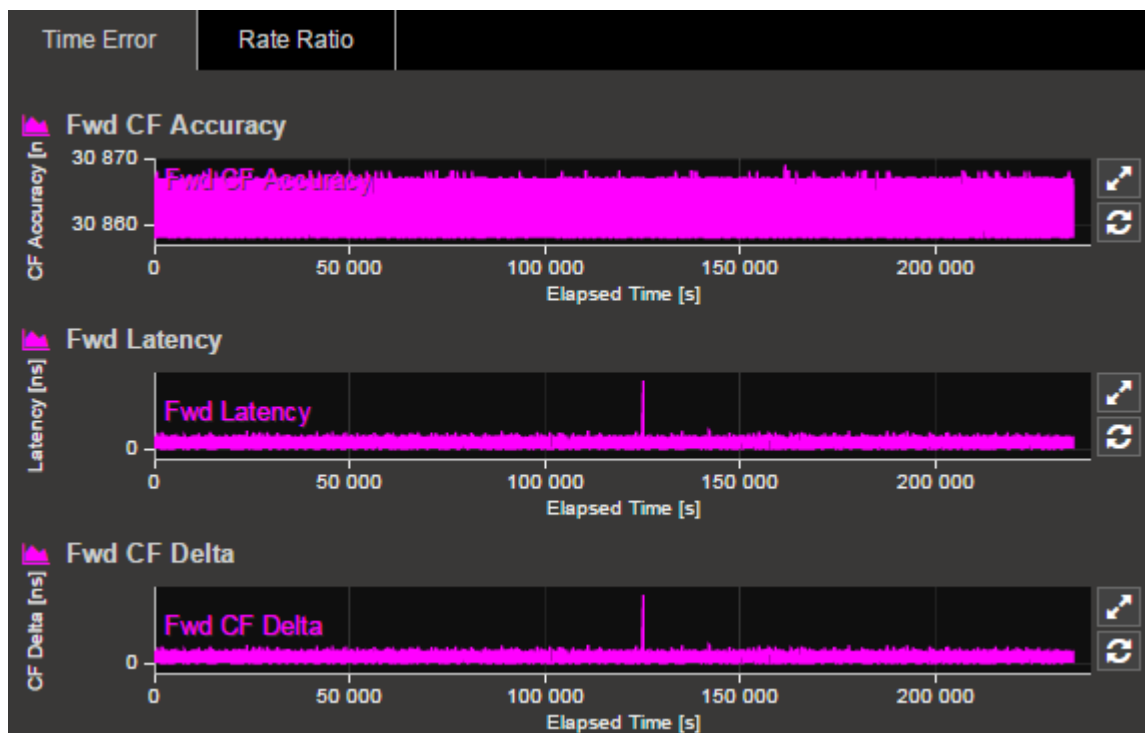 Time Error Rate Ratio
Fwd CF Accuracy
CF Accuracy [n
30 870
Fwd CF Accuracy
30 860
0 50 000 100 000 150 000 200 000
Elapsed Time [s]
Fwd Latency
Latency [ns]
Fwd Latency
0
0 50 000 100 000 150 000 200 000
Elapsed Time [s]
Fwd CF Delta
CF Delta [ns]
Fwd CF Delta
0
0 50 000 100 000 150 000 200 000
Elapsed Time [s]